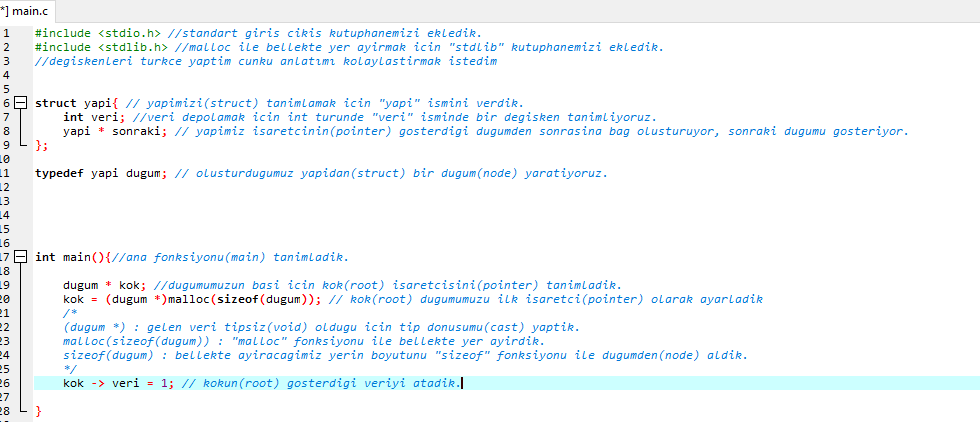 *] main.c
1 #include <stdio.h> //standart giris cikis kutuphanemizi ekledik.
2 #include <stdlib.h> //malloc ile bellekte yer ayirmak icin "stdlib" kutuphanemizi ekledik.
3 //degiskenleri turkce yaptim cunku anlatımı kolaylastirmak istedim
4
5
6 struct yapi{ // yapimizi(struct) tanimlamak icin "yapi" ismini verdik.
7 int veri; //veri depolamak icin int turunde "veri" isminde bir degisken tanimliyoruz.
8 yapi * sonraki; // yapimiz isaretcinin(pointer) gosterdigi dugumden sonrasina bag olusturuyor, sonraki dugumu gosteriyor.
9 };
10
11 typedef yapi dugum; // olusturdugumuz yapidan(struct) bir dugum(node) yaratiyoruz.
12
13
14
15
16
17 int main(){//ana fonksiyonu(main) tanimladik.
18
19 dugum * kok; //dugumumuzun basi icin kok(root) isaretcisini(pointer) tanimladik.
20 kok = (dugum *)malloc(sizeof(dugum)); // kok(root) dugumumuzu ilk isaretci(pointer) olarak ayarladik
21 /*
22 (dugum *) : gelen veri tipsiz(void) oldugu icin tip donusumu(cast) yaptik.
23 malloc(sizeof(dugum)) : "malloc" fonksiyonu ile bellekte yer ayirdik.
24 sizeof(dugum) : bellekte ayiracagimiz yerin boyutunu "sizeof" fonksiyonu ile dugumden(node) aldik.
25 */
26 kok -> veri = 1; // kokun(root) gosterdigi veriyi atadik.
27
28 }